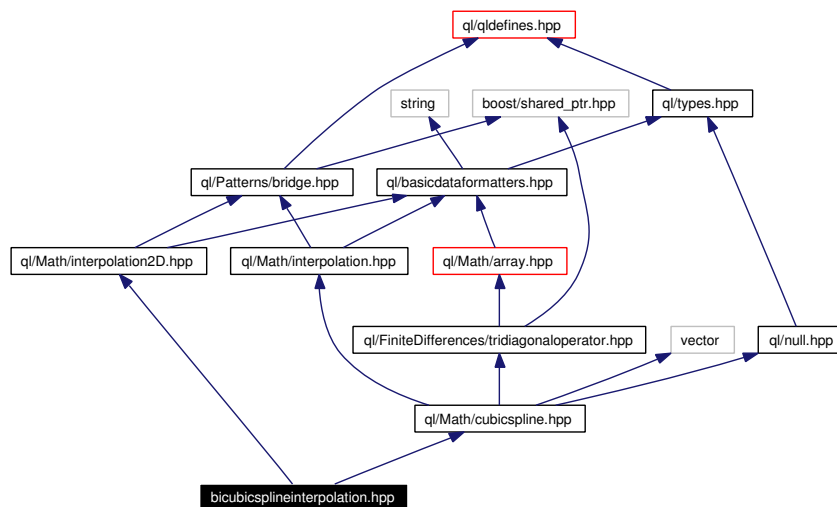 ql/qldefines.hpp
string
boost/shared_ptr.hpp
ql/types.hpp
ql/Patterns/bridge.hpp
ql/basicdataformatters.hpp
ql/Math/interpolation2D.hpp
ql/Math/interpolation.hpp
ql/Math/array.hpp
ql/FiniteDifferences/tridiagonaloperator.hpp
vector
ql/null.hpp
ql/Math/cubicspline.hpp
bicubicsplineinterpolation.hpp